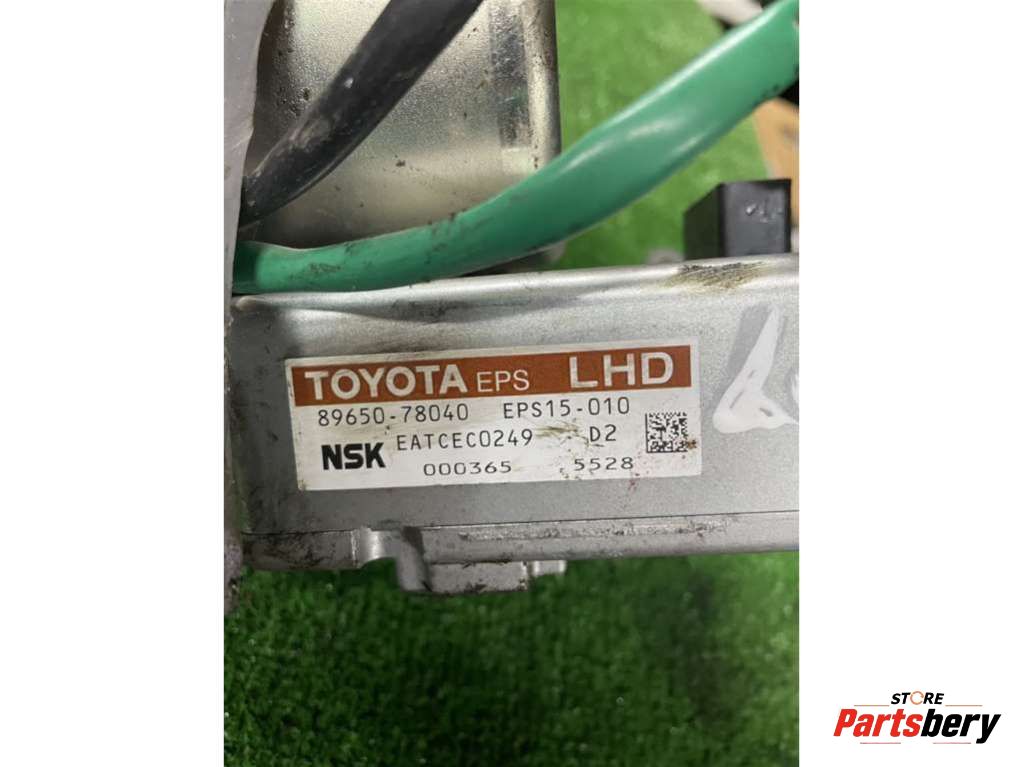 TOYOTA EPS LHD
89650-78040 EPS15-010
NSK EATCEC0249 D2
000365 5528
STORE
Partsbery